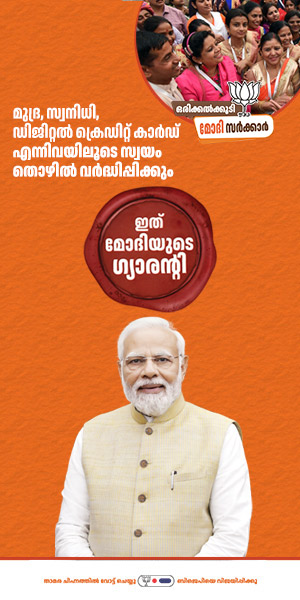 ഒരിക്കൽക്കൂടി
മോദി സർക്കാർ
മുദ്ര, സ്വനിധി,
ഡിജിറ്റൽ ക്രെഡിറ്റ് കാർഡ്
എന്നിവയിലൂടെ സ്വയം
തൊഴിൽ വർദ്ധിപ്പിക്കും
ഇത്
മോദിയുടെ
ഗ്യാരന്റി
താമര ചിഹ്നത്തിൽ വോട്ട് ചെയ്യൂ ബിജെപിയെ വിജയിപ്പിക്കൂ